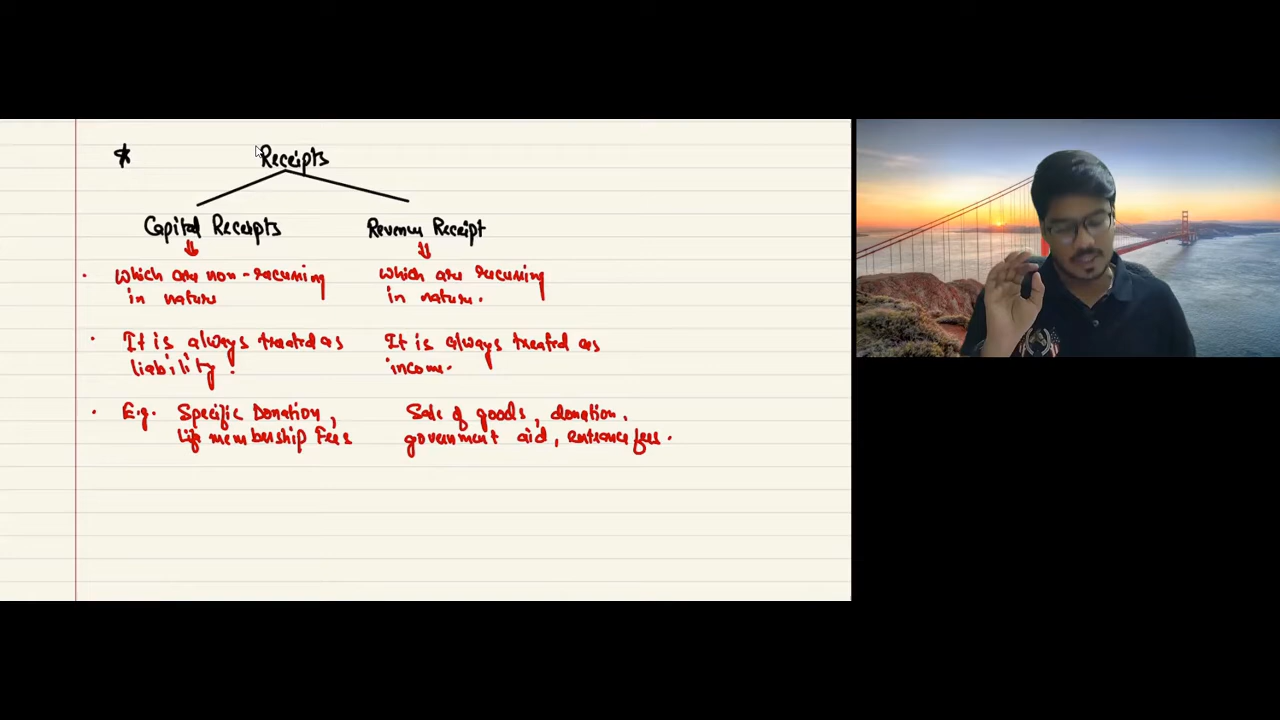 * Receipts
Capital Receipts Revenue Receipt
• Which are non-recurring which are recurring
in nature in nature.
• It is always treated as It is always treated as
liability. income.
• E.g. Specific Donation, Sale of goods, donation,
Life membership Fees government aid, entrance fees.